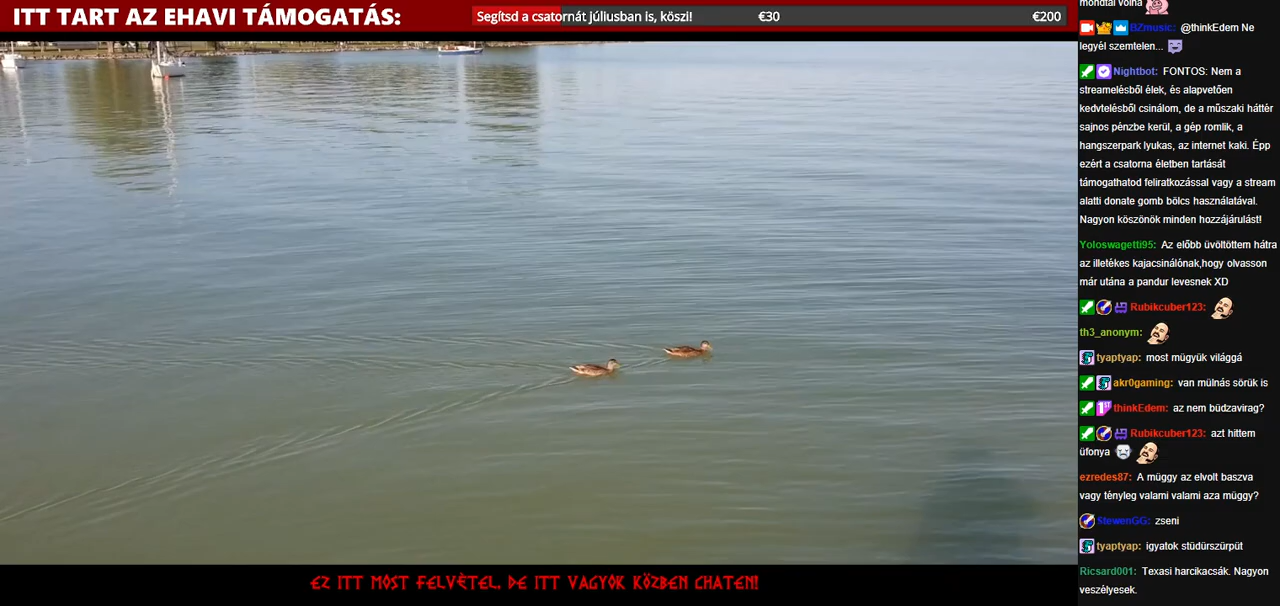 ITT TART AZ EHAVI TÁMOGATÁS:
Segítsd a csatornát júliusban is, köszi!
€30
€200
mondtál volna
BZmusic: @thinkEdem Ne
legyél szemtelen...
Nightbot: FONTOS: Nem a
streamelésből élek, és alapvetően
kedvtelésből csinálom, de a műszaki háttér
sajnos pénzbe kerül, a gép romlik, a
hangszerpark lyukas, az internet kaki. Épp
ezért a csatorna életben tartását
támogathatod feliratkozással vagy a stream
alatti donate gomb bölcs használatával.
Nagyon köszönök minden hozzájárulást!
Yoloswagetti95: Az előbb üvöltöttem hátra
az illetékes kajacsinálónak,hogy olvasson
már utána a pandur levesnek XD
Rubikcuber123:
th3_anonym:
tyaptyap: most mügyük világgá
akr0gaming: van mülnás sörük is
thinkEdem: az nem büdzavirag?
Rubikcuber123: azt hittem
üfonya
ezredes87: A müggy az elvolt baszva
vagy tényleg valami valami aza müggy?
StewenGG: zseni
tyaptyap: igyatok stüdürszürpüt
Ricsard001: Texasi harcikacsák. Nagyon
veszélyesek.
EZ ITT MOST FELVÉTEL, DE ITT VAGYOK KÖZBEN CHATEN!